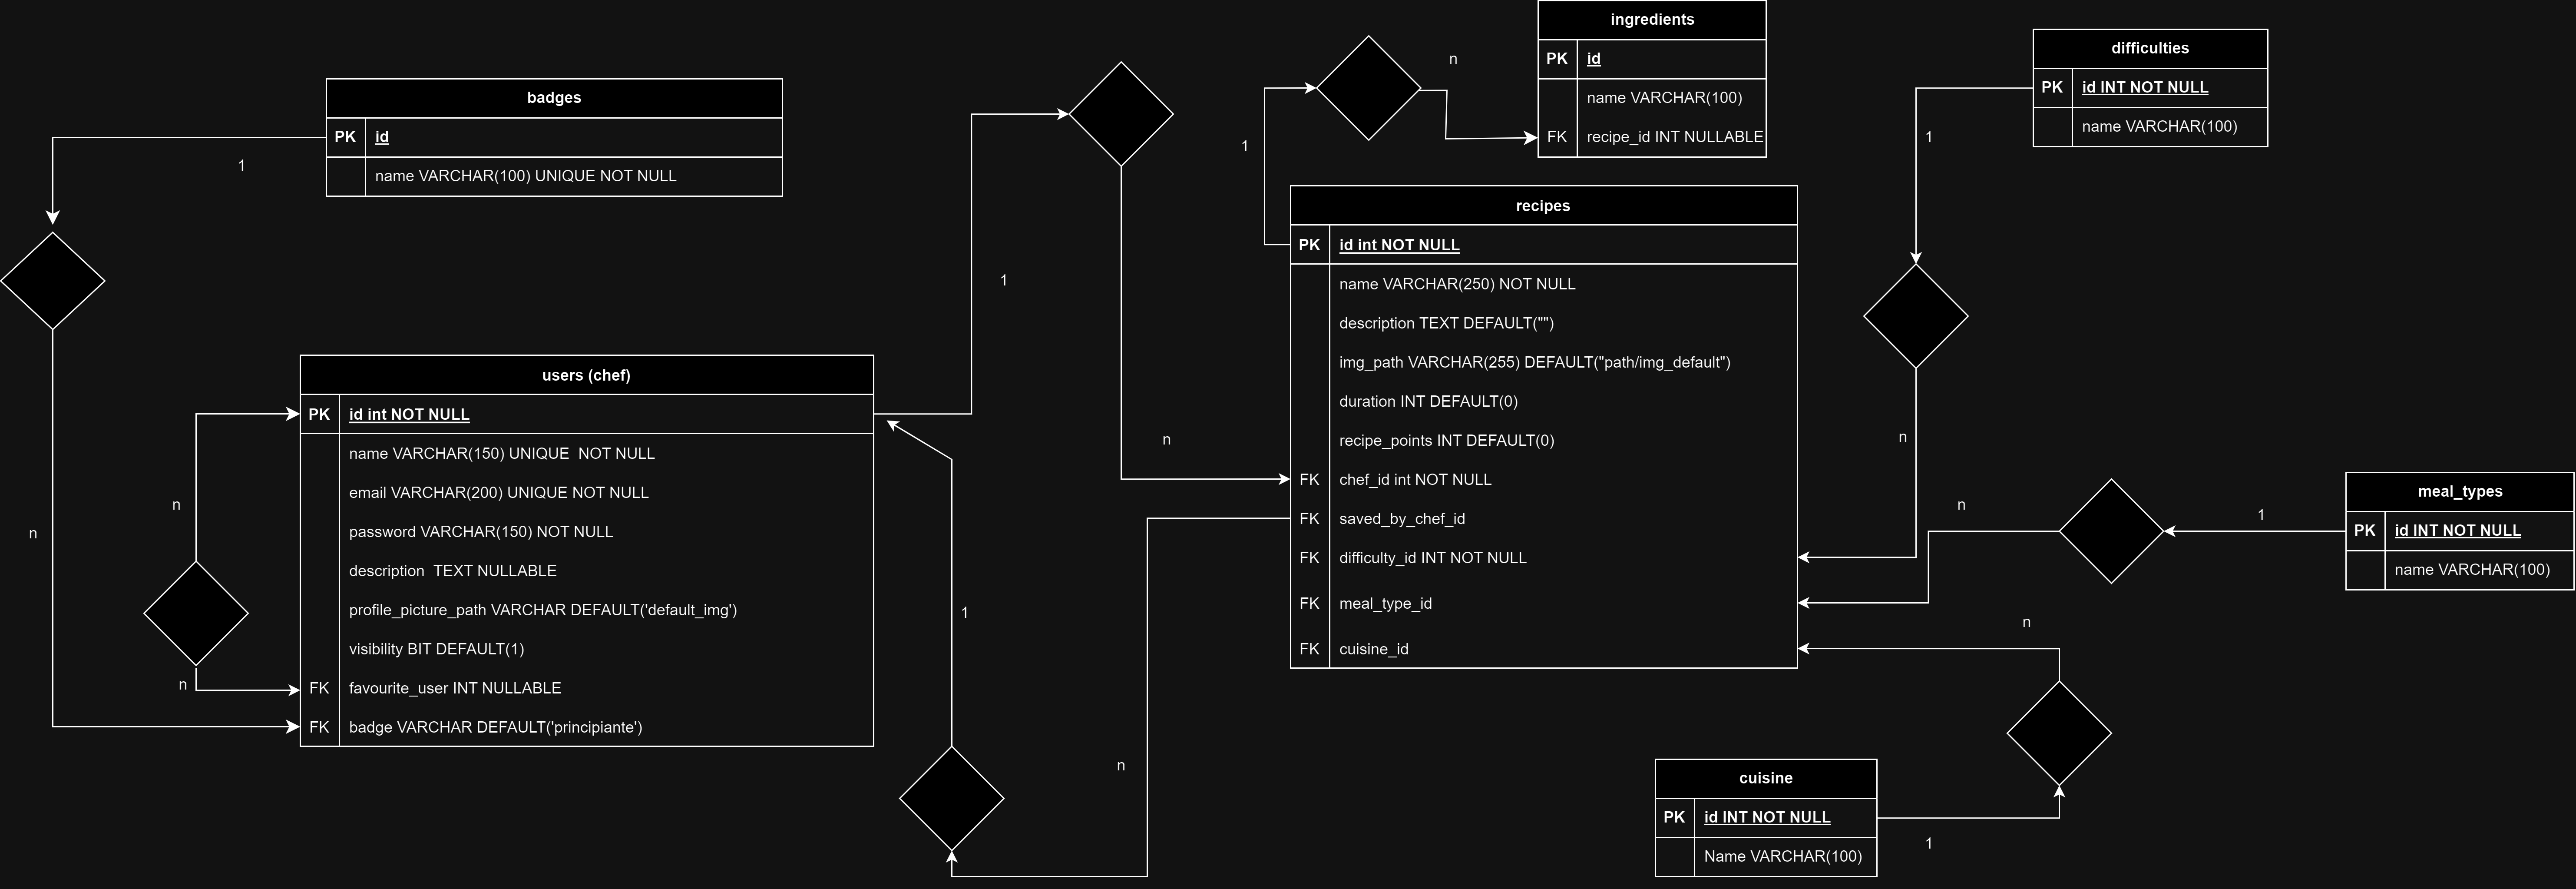 badges
PK id
name VARCHAR(100) UNIQUE NOT NULL
1
n
users (chef)
PK id int NOT NULL
name VARCHAR(150) UNIQUE  NOT NULL
email VARCHAR(200) UNIQUE NOT NULL
password VARCHAR(150) NOT NULL
description  TEXT NULLABLE
profile_picture_path VARCHAR DEFAULT('default_img')
visibility BIT DEFAULT(1)
FK favourite_user INT NULLABLE
FK badge VARCHAR DEFAULT('principiante')
n
n
1
n
1
n
ingredients
PK id
name VARCHAR(100)
FK recipe_id INT NULLABLE
n
1
recipes
PK id int NOT NULL
name VARCHAR(250) NOT NULL
description TEXT DEFAULT("")
img_path VARCHAR(255) DEFAULT("path/img_default")
duration INT DEFAULT(0)
recipe_points INT DEFAULT(0)
FK chef_id int NOT NULL
FK saved_by_chef_id
FK difficulty_id INT NOT NULL
FK meal_type_id
FK cuisine_id
difficulties
PK id INT NOT NULL
name VARCHAR(100)
1
n
meal_types
PK id INT NOT NULL
name VARCHAR(100)
1
n
n
cuisine
PK id INT NOT NULL
Name VARCHAR(100)
1